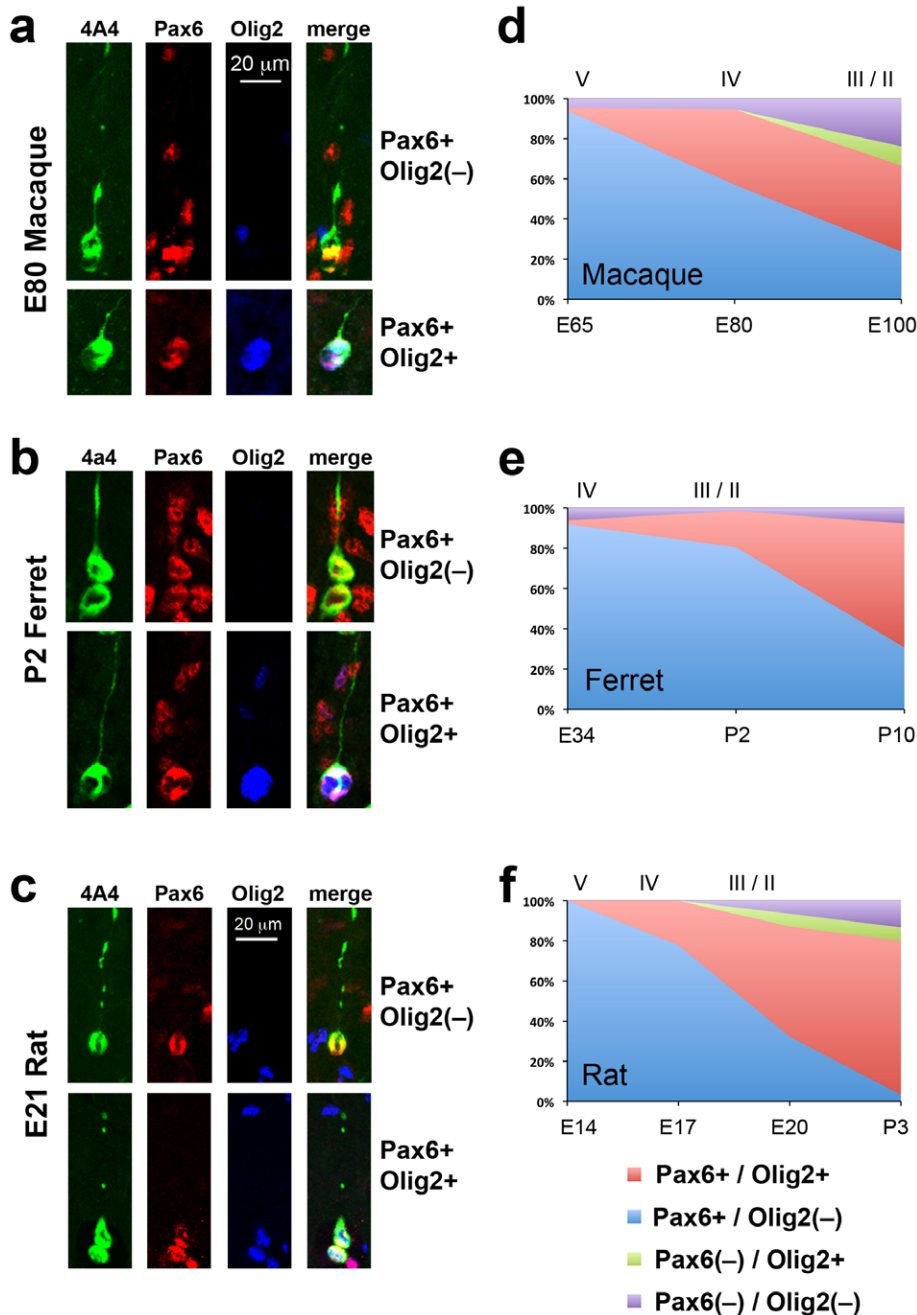 a
4A4 Pax6 Olig2 merge
20 µm
E80 Macaque
Pax6+
Olig2(–)
Pax6+
Olig2+
b
4a4 Pax6 Olig2 merge
P2 Ferret
Pax6+
Olig2(–)
Pax6+
Olig2+
c
4A4 Pax6 Olig2 merge
20 µm
E21 Rat
Pax6+
Olig2(–)
Pax6+
Olig2+
d
V IV III / II
100%
80%
60%
40%
20%
0%
Macaque
E65 E80 E100
e
IV III / II
100%
80%
60%
40%
20%
0%
Ferret
E34 P2 P10
f
V IV III / II
100%
80%
60%
40%
20%
0%
Rat
E14 E17 E20 P3
Pax6+ / Olig2+
Pax6+ / Olig2(–)
Pax6(–) / Olig2+
Pax6(–) / Olig2(–)